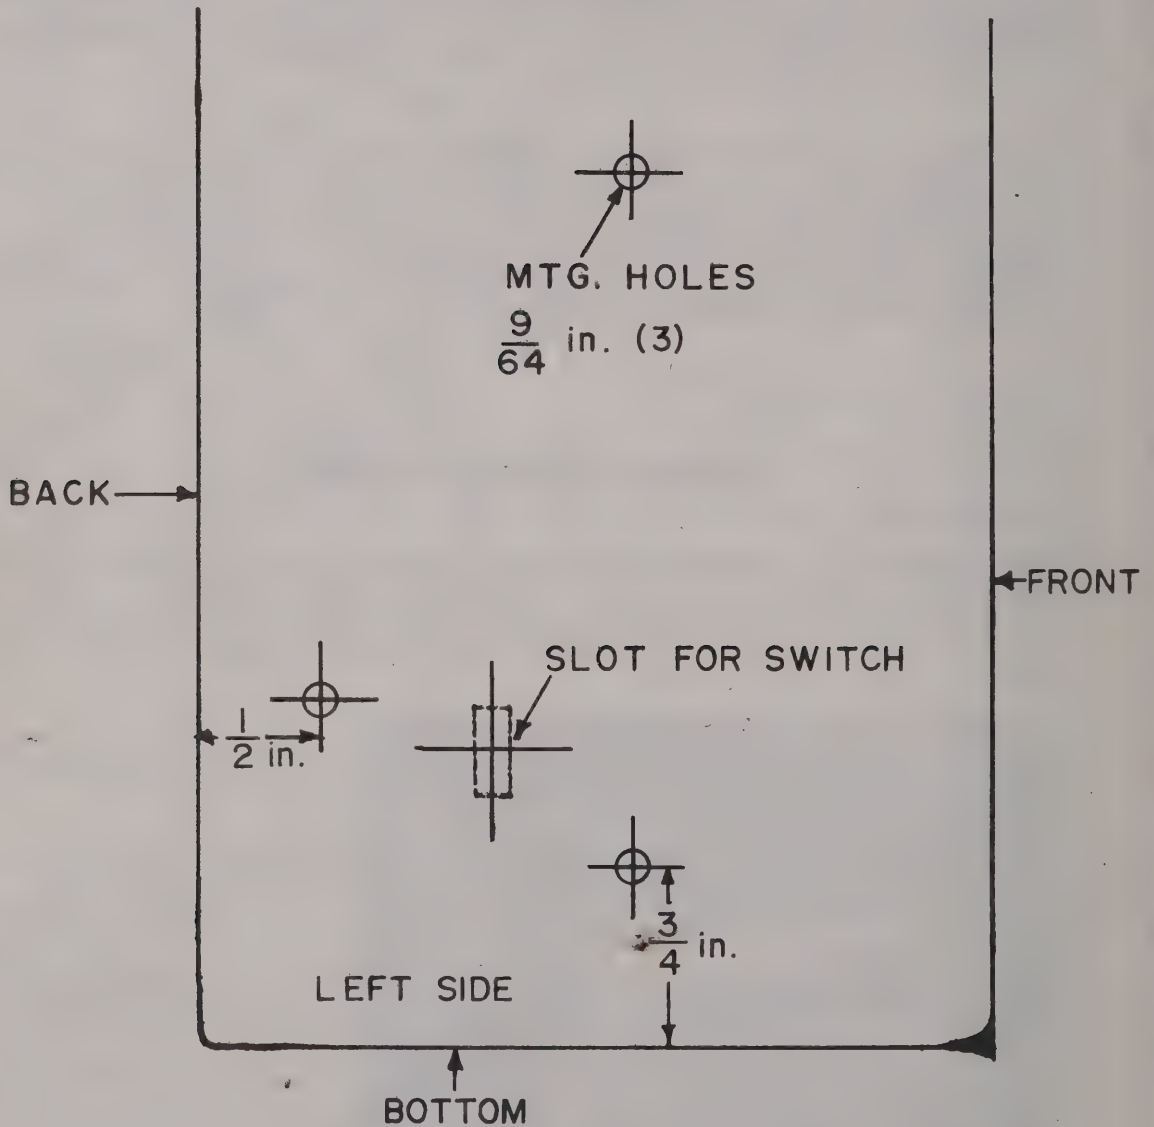 MTG. HOLES
9/64 in. (3)
BACK
FRONT
SLOT FOR SWITCH
1/2 in.
3/4 in.
LEFT SIDE
BOTTOM